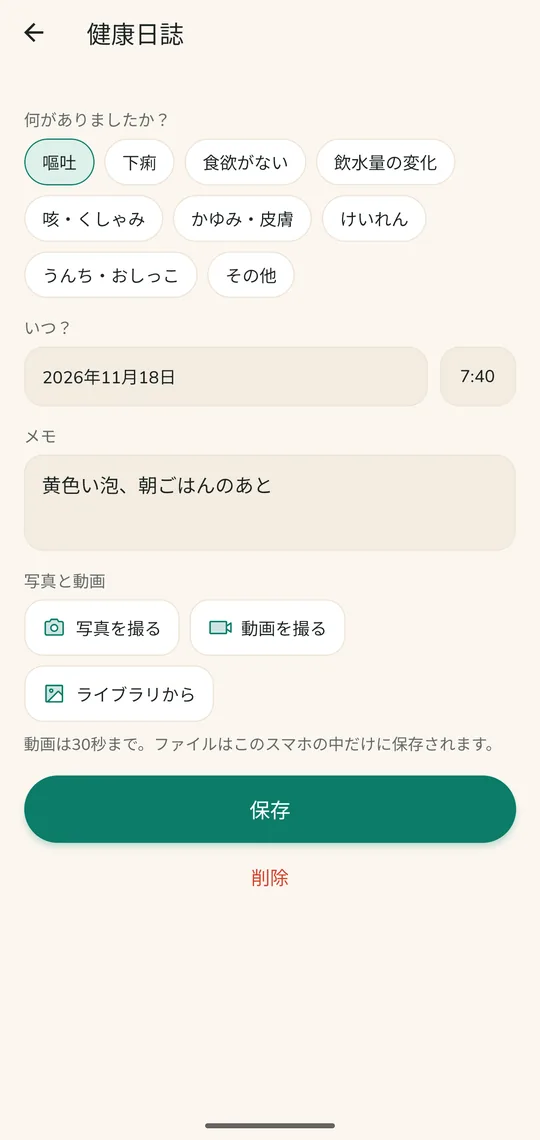 健康日誌
何がありましたか？
嘔吐 下痢 食欲がない 飲水量の変化
咳・くしゃみ かゆみ・皮膚 けいれん
うんち・おしっこ その他
いつ？
2026年11月18日 7:40
メモ
黄色い泡、朝ごはんのあと
写真と動画
写真を撮る 動画を撮る
ライブラリから
動画は30秒まで。ファイルはこのスマホの中だけに保存されます。
保存
削除